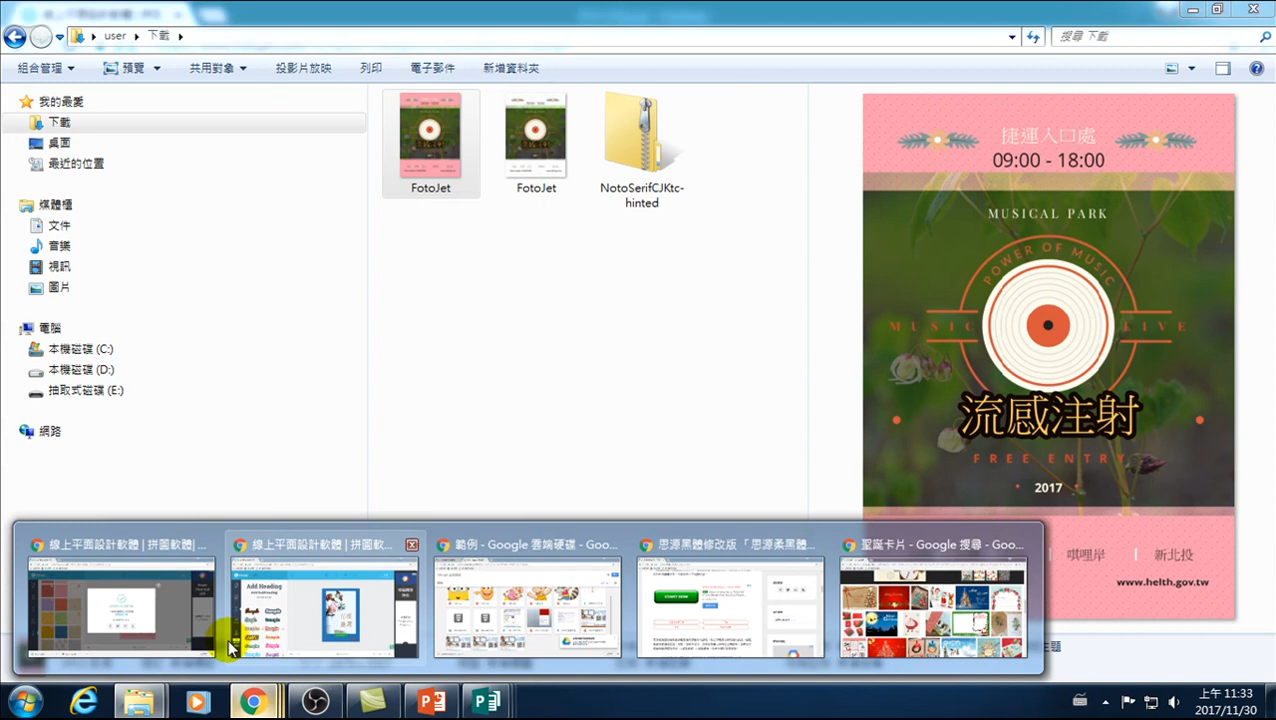 user
下載
搜尋 下載
組合管理
預覽
共用對象
投影片放映
列印
電子郵件
新增資料夾
我的最愛
下載
桌面
最近的位置
媒體櫃
文件
音樂
視訊
圖片
電腦
本機磁碟 (C:)
本機磁碟 (D:)
抽取式磁碟 (E:)
網路
FotoJet
FotoJet
NotoSerifCJKtc-
hinted
捷運入口處
09:00 - 18:00
MUSICAL PARK
POWER OF MUSIC
MUSIC LIVE
流感注射
FREE ENTRY
2017
唭哩岸 | 新北投
www.helth.gov.tw
線上平面設計軟體| 拼圖軟體|...
線上平面設計軟體| 拼圖軟...
範例 - Google 雲端硬碟 - Goo...
思源黑體修改版「 思源柔黑體...
聖誕卡片 - Google 搜尋 - Goo...
Add Heading
START NOW
上午 11:33
2017/11/30